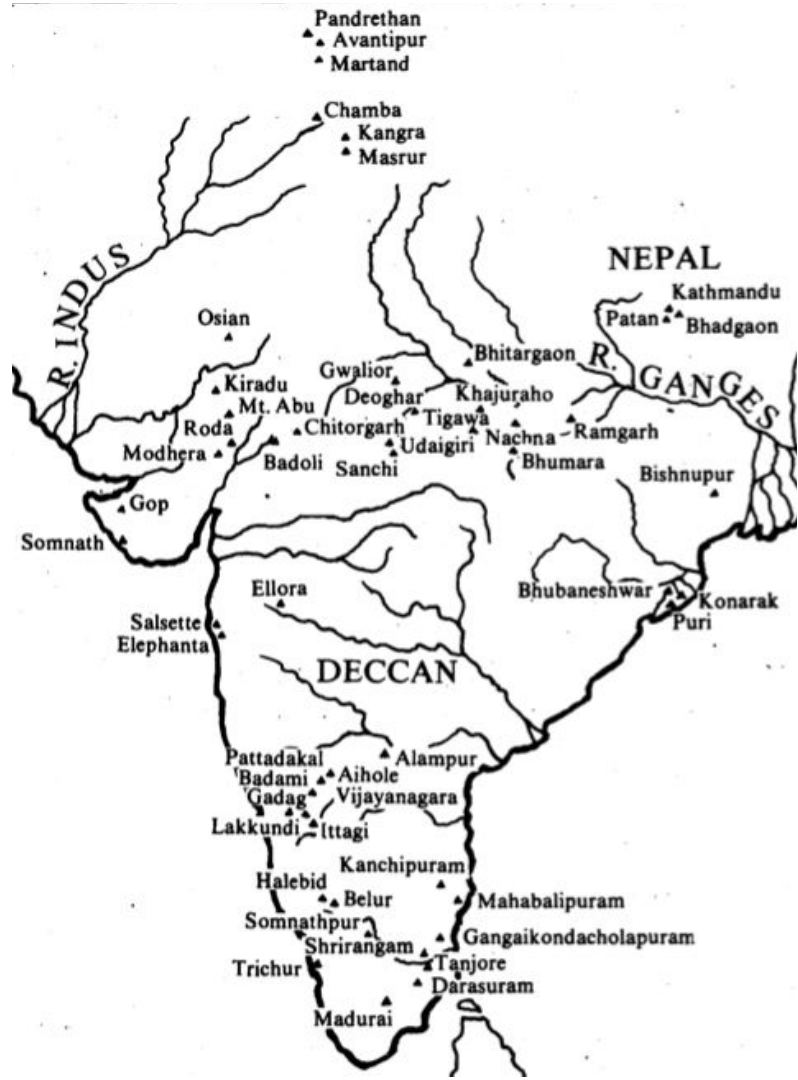 Pandrethan
Avantipur
Martand
Chamba
Kangra
Masrur
R. INDUS
NEPAL
Kathmandu
Patan
Bhadgaon
Osian
Bhitargaon
R. GANGES
Gwalior
Kiradu
Deoghar
Khajuraho
Mt. Abu
Tigawa
Roda
Chitorgarh
Ramgarh
Nachna
Udaigiri
Modhera
Badoli
Sanchi
Bhumara
Bishnupur
Gop
Somnath
Ellora
Bhubaneshwar
Konarak
Puri
Salsette
Elephanta
DECCAN
Pattadakal
Alampur
Badami
Aihole
Gadag
Vijayanagara
Lakkundi
Ittagi
Kanchipuram
Halebid
Belur
Mahabalipuram
Somnathpur
Gangaikondacholapuram
Shrirangam
Trichur
Tanjore
Darasuram
Madurai